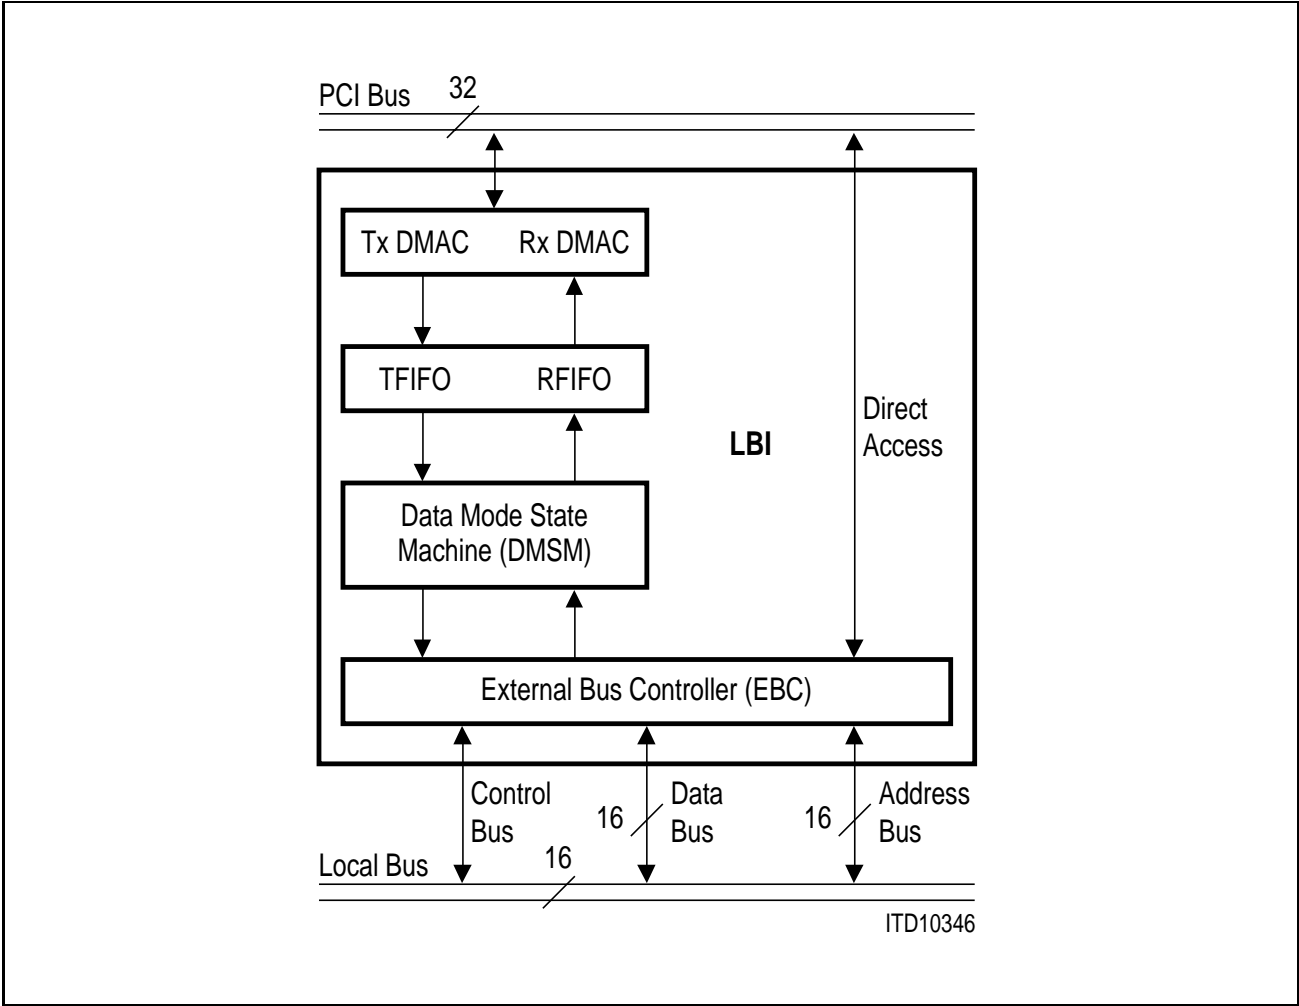 PCI Bus 32
Tx DMAC Rx DMAC
TFIFO RFIFO
Direct
Access
LBI
Data Mode State
Machine (DMSM)
External Bus Controller (EBC)
Control
Bus
16
Data
Bus
16
Address
Bus
Local Bus 16
ITD10346